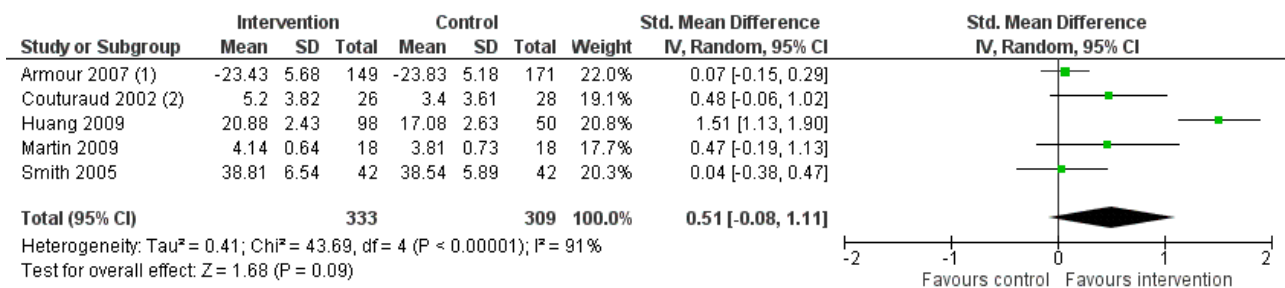 Intervention Control Std. Mean Difference Std. Mean Difference
Study or Subgroup Mean SD Total Mean SD Total Weight IV, Random, 95% CI IV, Random, 95% CI
Armour 2007 (1) -23.43 5.68 149 -23.83 5.18 171 22.0% 0.07 [-0.15, 0.29]
Couturaud 2002 (2) 5.2 3.82 26 3.4 3.61 28 19.1% 0.48 [-0.06, 1.02]
Huang 2009 20.88 2.43 98 17.08 2.63 50 20.8% 1.51 [1.13, 1.90]
Martin 2009 4.14 0.64 18 3.81 0.73 18 17.7% 0.47 [-0.19, 1.13]
Smith 2005 38.81 6.54 42 38.54 5.89 42 20.3% 0.04 [-0.38, 0.47]
Total (95% CI) 333 309 100.0% 0.51 [-0.08, 1.11]
Heterogeneity: Tau² = 0.41; Chi² = 43.69, df = 4 (P < 0.00001); I² = 91%
Test for overall effect: Z = 1.68 (P = 0.09)
-2 -1 0 1 2
Favours control Favours intervention